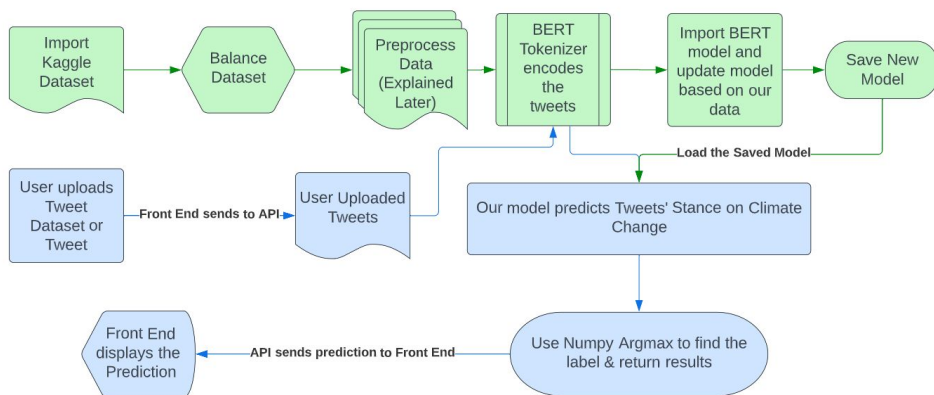 Import
Kaggle
Dataset
Balance
Dataset
Preprocess
Data
(Explained
Later)
BERT
Tokenizer
encodes
the
tweets
Import BERT
model and
update model
based on our
data
Save New
Model
Load the Saved Model
User uploads
Tweet
Dataset or
Tweet
Front End sends to API
User Uploaded
Tweets
Our model predicts Tweets' Stance on Climate
Change
Front End
displays the
Prediction
API sends prediction to Front End
Use Numpy Argmax to find the
label & return results